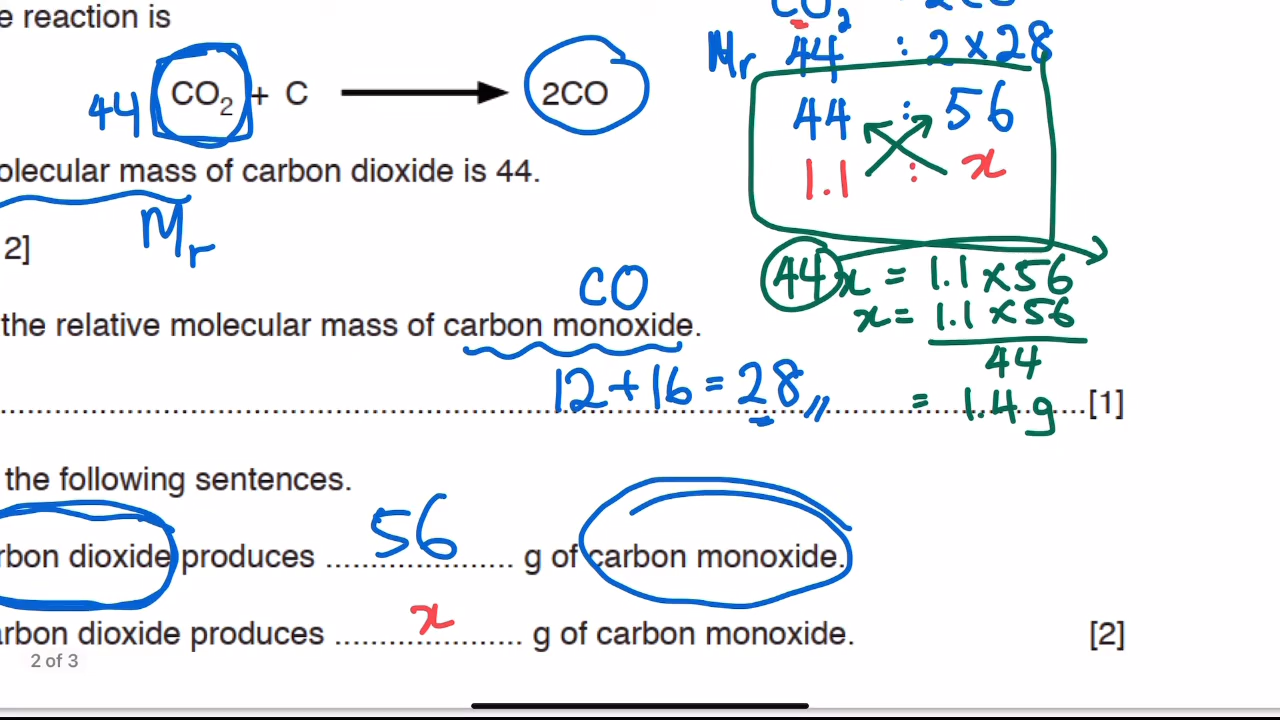 e reaction is
CO2 : 2CO
Mr 44 : 2 × 28
44 CO2 + C → 2CO
44 : 56
1.1 : x
olecular mass of carbon dioxide is 44.
Mr
2]
44x = 1.1 × 56
CO
x = 1.1 × 56
44
the relative molecular mass of carbon monoxide.
12 + 16 = 28
= 1.4 g
[1]
the following sentences.
56
rbon dioxide produces .................... g of carbon monoxide.
x
arbon dioxide produces .................... g of carbon monoxide. [2]
2 of 3